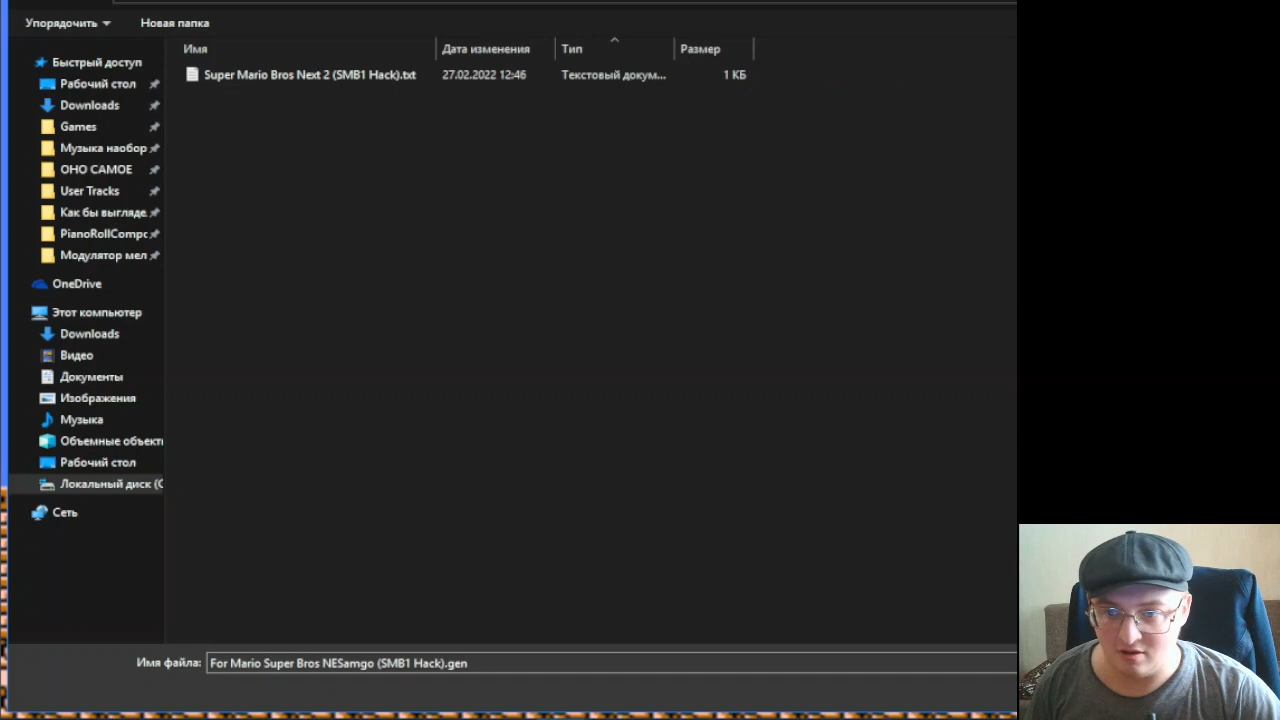 Упорядочить
Новая папка
Имя
Дата изменения
Тип
Размер
Super Mario Bros Next 2 (SMB1 Hack).txt
27.02.2022 12:46
Текстовый докум...
1 КБ
Быстрый доступ
Рабочий стол
Downloads
Games
Музыка наобор
ОНО САМОЕ
User Tracks
Как бы выгляде
PianoRollCompo
Модулятор мел
OneDrive
Этот компьютер
Downloads
Видео
Документы
Изображения
Музыка
Объемные объект
Рабочий стол
Локальный диск (C
Сеть
Имя файла:
For Mario Super Bros NESamgo (SMB1 Hack).gen